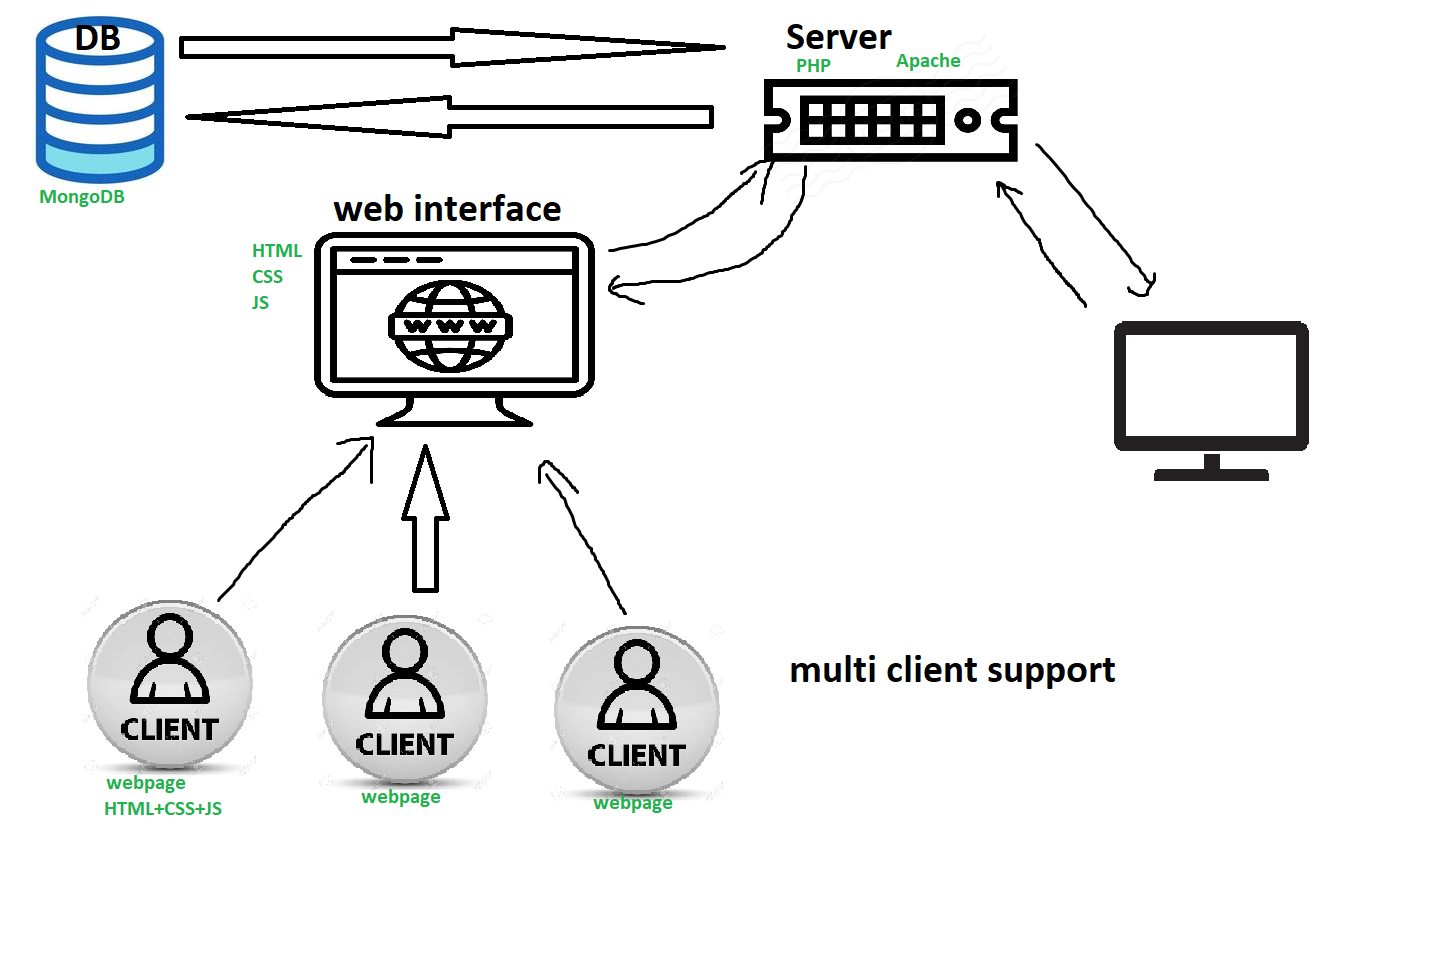 DB
Server
PHP
Apache
MongoDB
web interface
HTML
CSS
JS
WWW
CLIENT
CLIENT
CLIENT
multi client support
webpage
HTML+CSS+JS
webpage
webpage